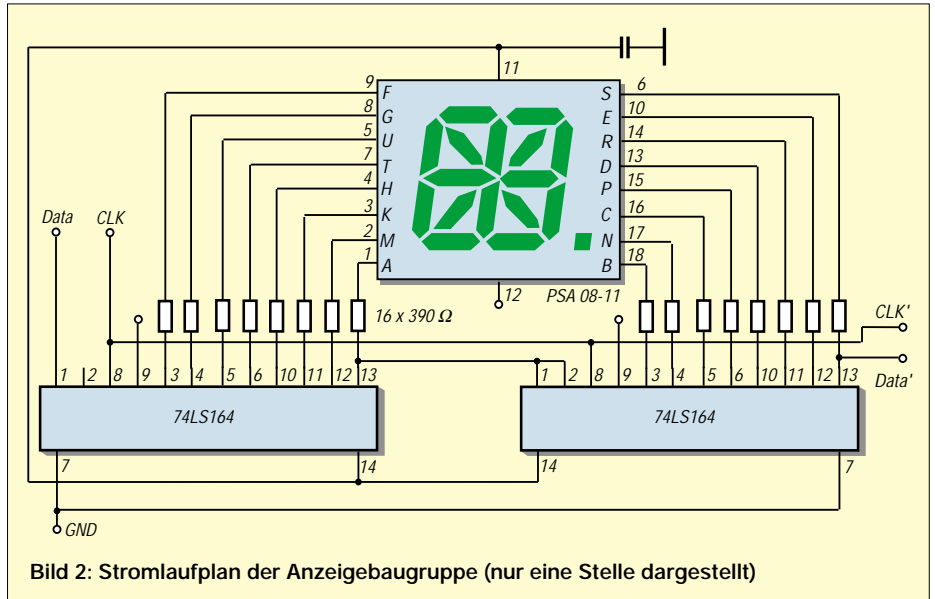 11
9 F S 6
8 G E 10
5 U R 14
7 T D 13
4 H P 15
3 K C 16
2 M N 17
1 A B 18
Data CLK
12 PSA 08-11
16 x 390 Ω
CLK'
Data'
1 2 8 9 3 4 5 6 10 11 12 13
1 2 8 9 3 4 5 6 10 11 12 13
74LS164 74LS164
7 14 14 7
GND
Bild 2: Stromlaufplan der Anzeigebaugruppe (nur eine Stelle dargestellt)